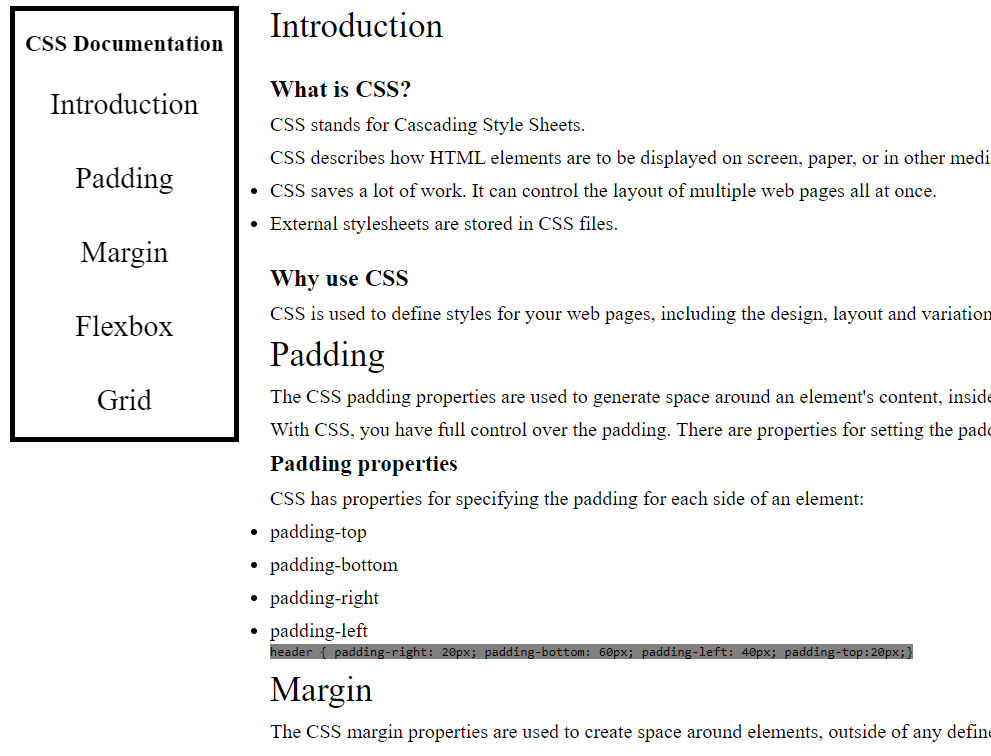 CSS Documentation
Introduction
Padding
Margin
Flexbox
Grid
Introduction
What is CSS?
CSS stands for Cascading Style Sheets.
CSS describes how HTML elements are to be displayed on screen, paper, or in other medi
CSS saves a lot of work. It can control the layout of multiple web pages all at once.
External stylesheets are stored in CSS files.
Why use CSS
CSS is used to define styles for your web pages, including the design, layout and variation
Padding
The CSS padding properties are used to generate space around an element's content, inside
With CSS, you have full control over the padding. There are properties for setting the padd
Padding properties
CSS has properties for specifying the padding for each side of an element:
padding-top
padding-bottom
padding-right
padding-left
header { padding-right: 20px; padding-bottom: 60px; padding-left: 40px; padding-top:20px;}
Margin
The CSS margin properties are used to create space around elements, outside of any define